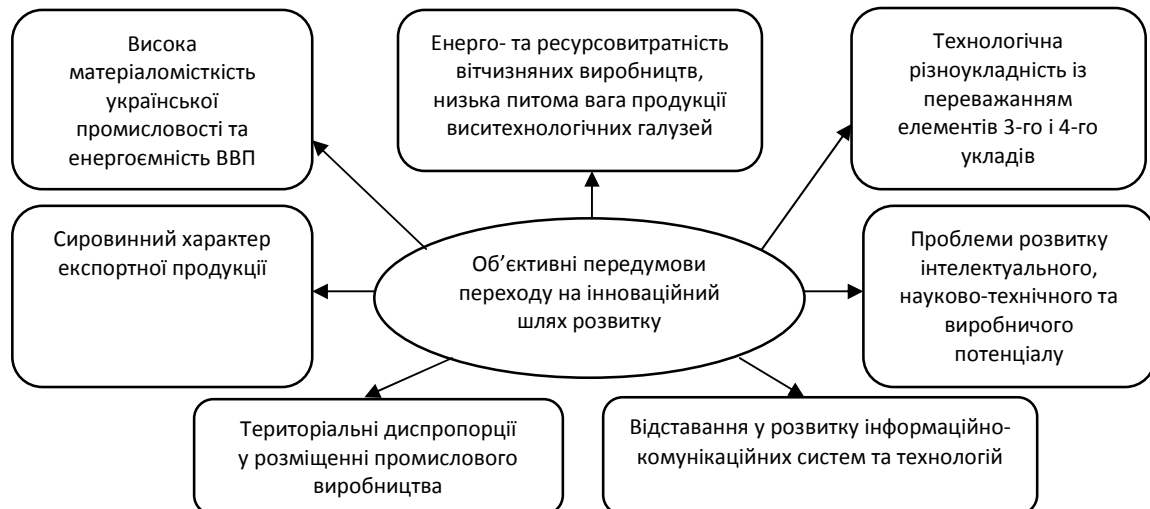 Висока
матеріаломісткість
української
промисловості та
енергоємність ВВП
Енерго- та ресурсовитратність
вітчизняних виробництв,
низька питома вага продукції
виситехнологічних галузей
Технологічна
різноукладність із
переважанням
елементів 3-го і 4-го
укладів
Сировинний характер
експортної продукції
Об’єктивні передумови
переходу на інноваційний
шлях розвитку
Проблеми розвитку
інтелектуального,
науково-технічного та
виробничого
потенціалу
Територіальні диспропорції
у розміщенні промислового
виробництва
Відставання у розвитку інформаційно-
комунікаційних систем та технологій